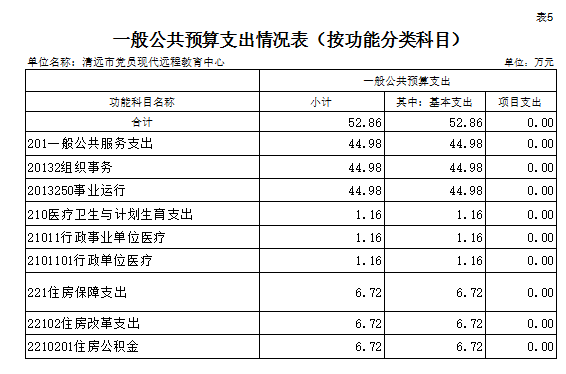 表5
一般公共预算支出情况表（按功能分类科目）
单位名称：清远市党员现代远程教育中心 单位：万元
一般公共预算支出
功能科目名称 小计 其中：基本支出 项目支出
合计 52.86 52.86 0.00
201一般公共服务支出 44.98 44.98 0.00
20132组织事务 44.98 44.98 0.00
2013250事业运行 44.98 44.98 0.00
210医疗卫生与计划生育支出 1.16 1.16 0.00
21011行政事业单位医疗 1.16 1.16 0.00
2101101行政单位医疗 1.16 1.16 0.00
221住房保障支出 6.72 6.72 0.00
22102住房改革支出 6.72 6.72 0.00
2210201住房公积金 6.72 6.72 0.00